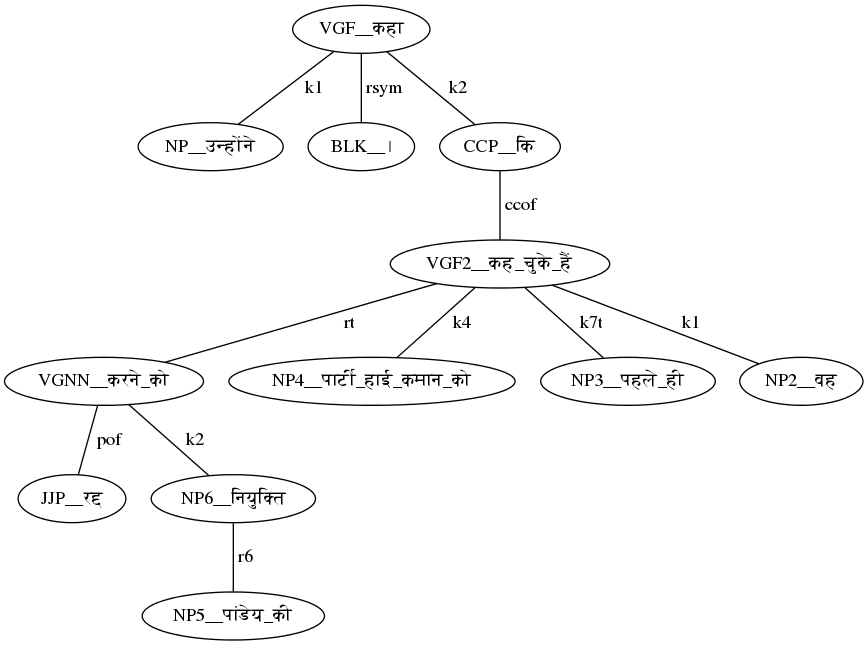 VGF__कहा
k1 rsym k2
NP__उन्होंने BLK__। CCP__कि
ccof
VGF2__कह_चुके_हैं
rt k4 k7t k1
VGNN__करने_को NP4__पार्टी_हाई_कमान_को NP3__पहले_ही NP2__वह
pof k2
JJP__रद्द NP6__नियुक्ति
r6
NP5__पांडेय_की